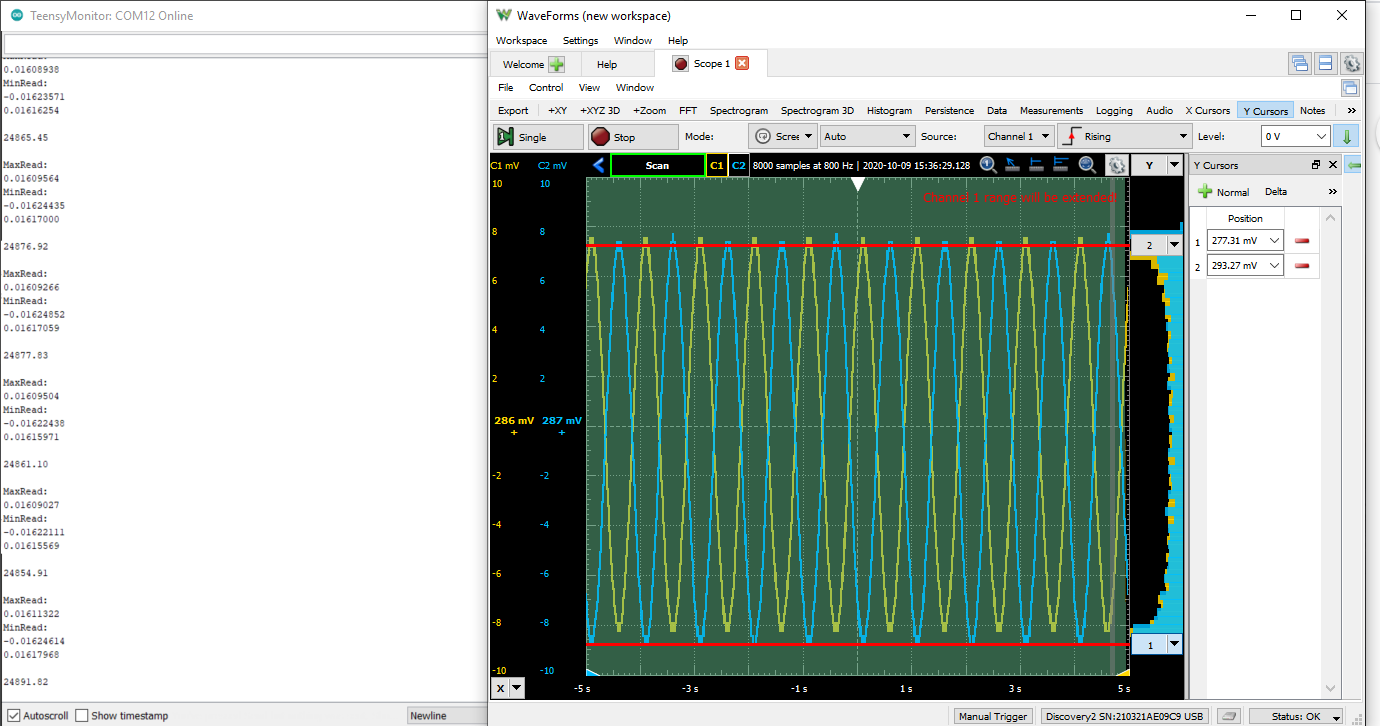 TeensyMonitor: COM12 Online
0.01608938
MinRead:
-0.01623571
0.01616254
24865.45
MaxRead:
0.01609564
MinRead:
-0.01624435
0.01617000
24876.92
MaxRead:
0.01609266
MinRead:
-0.01624852
0.01617059
24877.83
MaxRead:
0.01609504
MinRead:
-0.01622438
0.01615971
24861.10
MaxRead:
0.01609027
MinRead:
-0.01622111
0.01615569
24854.91
MaxRead:
0.01611322
MinRead:
-0.01624614
0.01617968
24891.82
Autoscroll Show timestamp Newline
WaveForms (new workspace)
Workspace Settings Window Help
Welcome Help Scope 1
File Control View Window
Export +XY +XYZ 3D +Zoom FFT Spectrogram Spectrogram 3D Histogram Persistence Data Measurements Logging Audio X Cursors Y Cursors Notes »
Single Stop Mode: Scree Auto Source: Channel 1 Rising Level: 0 V
C1 mV C2 mV Scan C1 C2 8000 samples at 800 Hz | 2020-10-09 15:36:29.128 Y
Channel 1 range will be extended
10 10
8 8
6 6
4 4
2 2
286 mV 287 mV
+ +
-2 -2
-4 -4
-6 -6
-8 -8
-10 -10
2
1
X -5 s -3 s -1 s 1 s 3 s 5 s
Y Cursors
Normal Delta »
Position
1 277.31 mV
2 293.27 mV
Manual Trigger Discovery2 SN:210321AE09C9 USB Status: OK